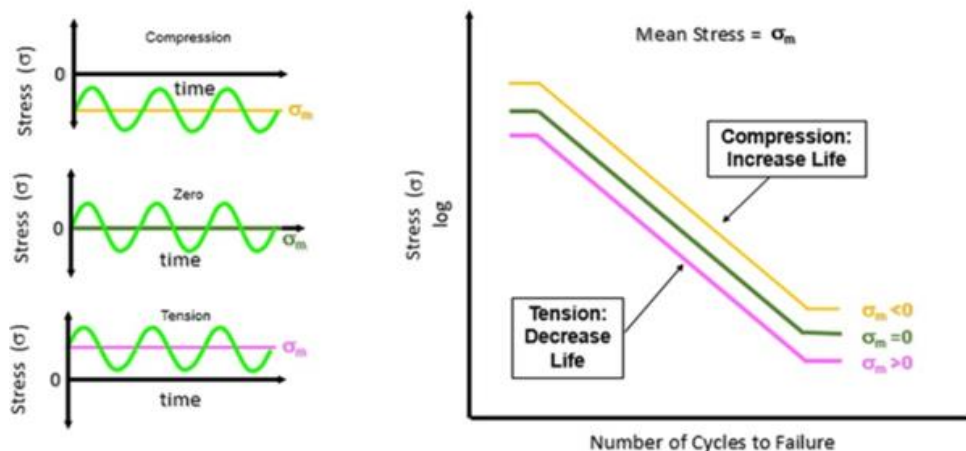 Compression
Stress (σ)
0
time
σm
Zero
Stress (σ)
0
σm
time
Tension
Stress (σ)
σm
0
time
Mean Stress = σm
Compression:
Increase Life
Stress (σ)
log
Tension:
Decrease
Life
σm <0
σm =0
σm >0
Number of Cycles to Failure